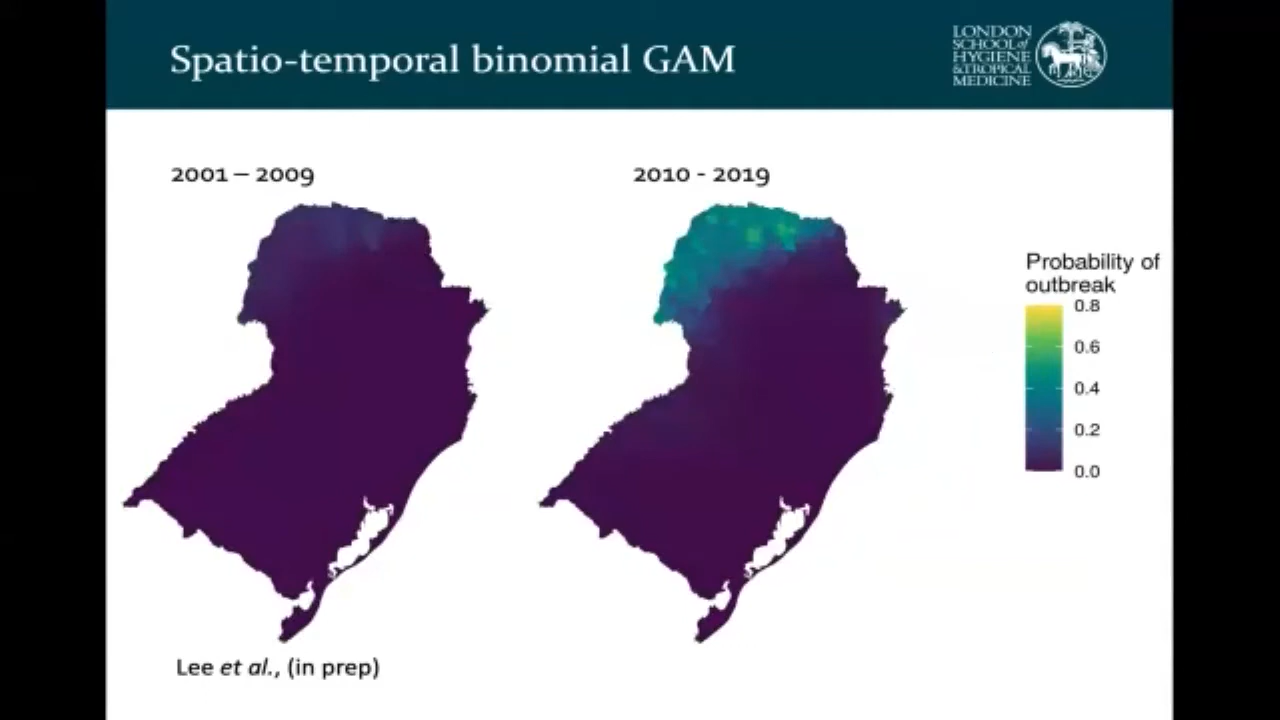 Spatio-temporal binomial GAM
LONDON
SCHOOL of
HYGIENE
& TROPICAL
MEDICINE
2001 – 2009
2010 - 2019
Probability of
outbreak
0.8
0.6
0.4
0.2
0.0
Lee et al., (in prep)